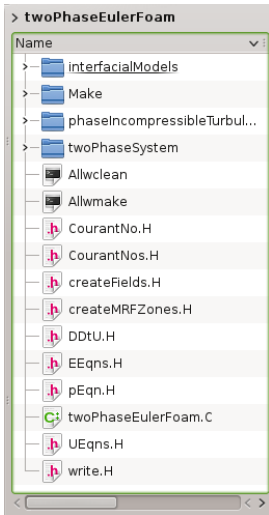 twoPhaseEulerFoam
Name
interfacialModels
Make
phaseIncompressibleTurbul...
twoPhaseSystem
Allwclean
Allwmake
CourantNo.H
CourantNos.H
createFields.H
createMRFZones.H
DDtU.H
EEqns.H
pEqn.H
twoPhaseEulerFoam.C
UEqns.H
write.H